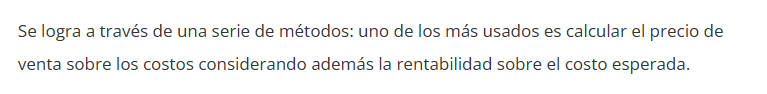 Se logra a través de una serie de métodos: uno de los más usados es calcular el precio de
venta sobre los costos considerando además la rentabilidad sobre el costo esperada.